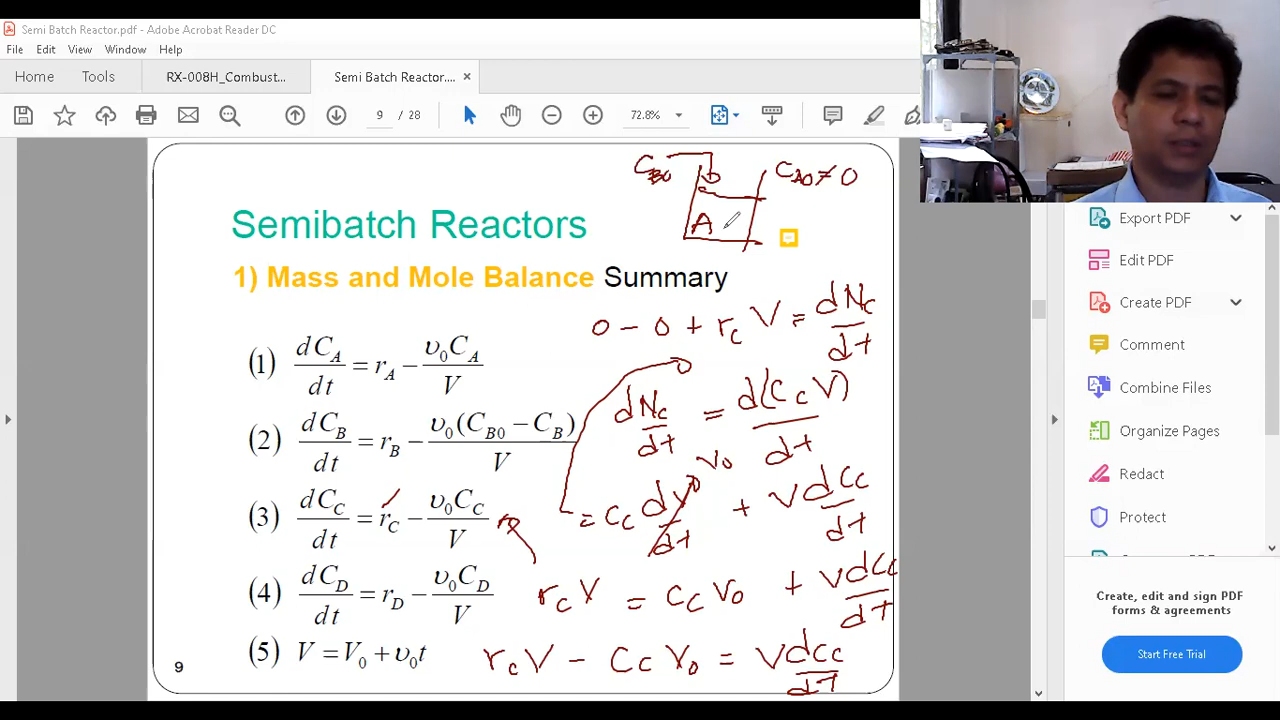 Semi Batch Reactor.pdf - Adobe Acrobat Reader DC
File Edit View Window Help
Home Tools RX-008H_Combust... Semi Batch Reactor.... ×
9 / 28 72.8%
C_B0 C_A0 ≠ 0
A
Semibatch Reactors
1) Mass and Mole Balance Summary
0 - 0 + r_C V = dN_C/dt
(1) dC_A/dt = r_A − υ_0C_A/V
dN_C/dt = d(C_C V)/dt
(2) dC_B/dt = r_B − υ_0(C_B0 − C_B)/V
v_0
(3) dC_C/dt = r_C − υ_0C_C/V
= C_C dV/dt + V dC_C/dt
(4) dC_D/dt = r_D − υ_0C_D/V
r_C V = C_C v_0 + V dC_C/dt
(5) V = V_0 + υ_0t
r_C V − C_C v_0 = V dC_C/dt
9
Export PDF
Edit PDF
Create PDF
Comment
Combine Files
Organize Pages
Redact
Protect
Create, edit and sign PDF
forms & agreements
Start Free Trial